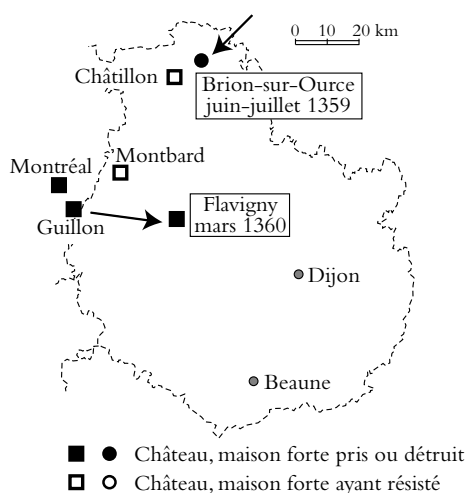 0 10 20 km
Châtillon
Brion-sur-Ource
juin-juillet 1359
Montréal
Montbard
Guillon
Flavigny
mars 1360
Dijon
Beaune
Château, maison forte pris ou détruit
Château, maison forte ayant résisté